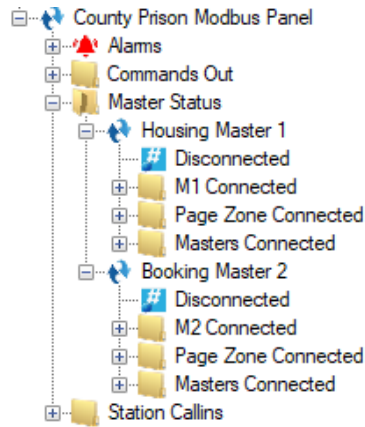 County Prison Modbus Panel
Alarms
Commands Out
Master Status
Housing Master 1
Disconnected
M1 Connected
Page Zone Connected
Masters Connected
Booking Master 2
Disconnected
M2 Connected
Page Zone Connected
Masters Connected
Station Callins